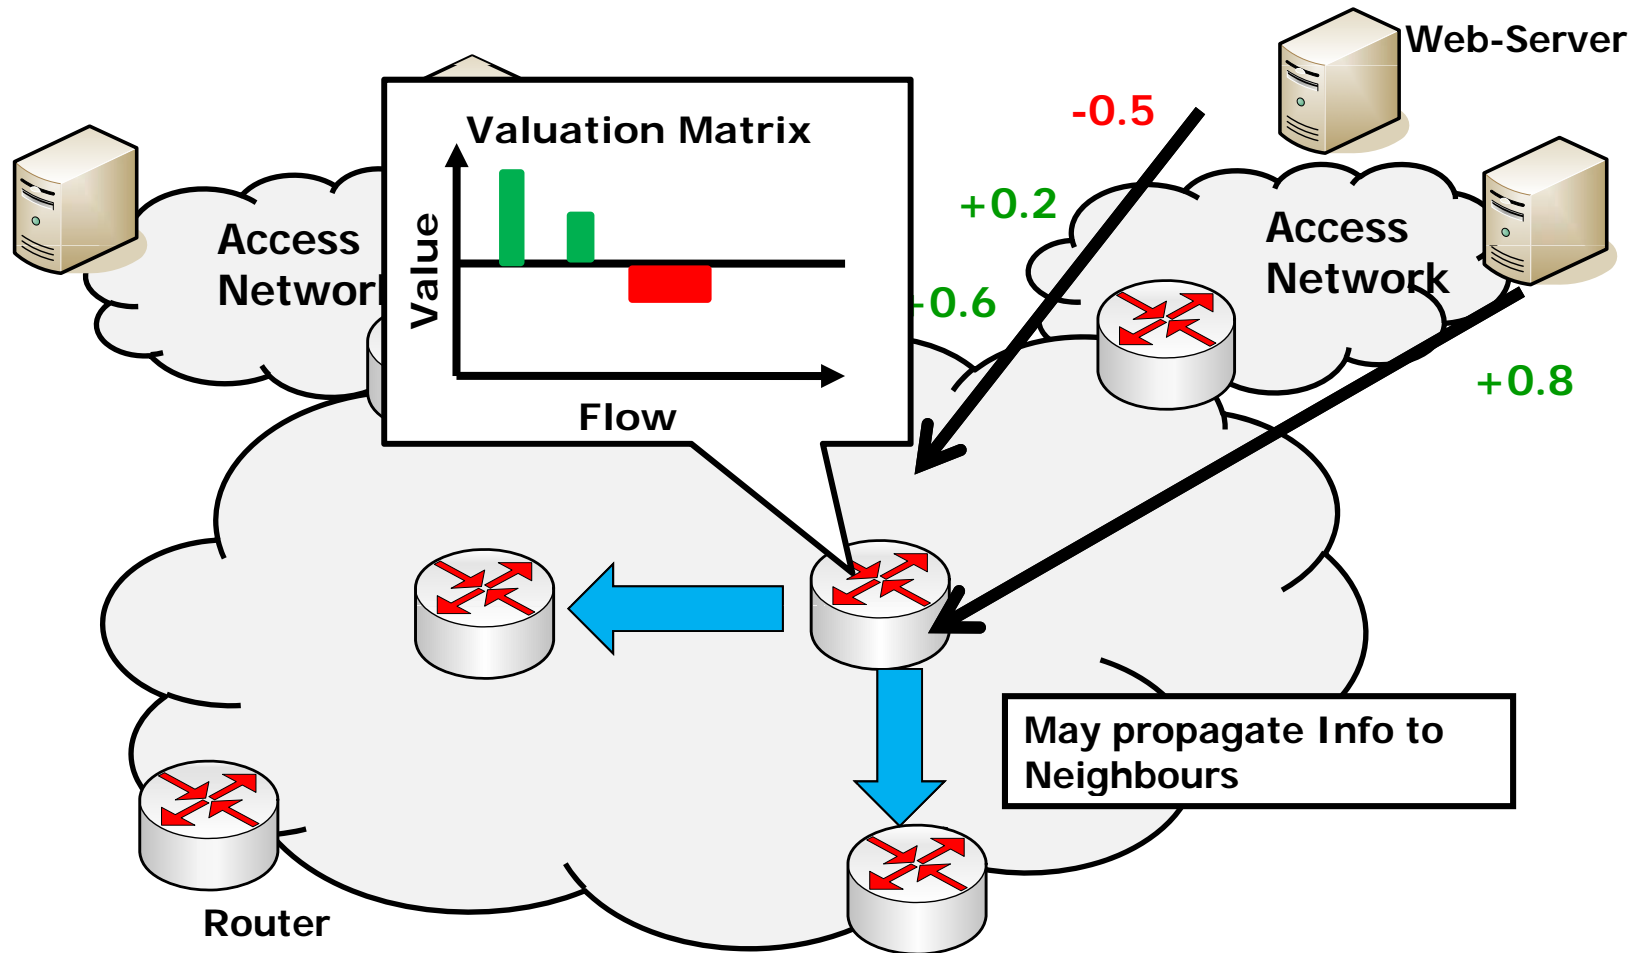 Web-Server
-0.5
Valuation Matrix
+0.2
Value
Access
Network
Access
Network
-0.6
+0.8
Flow
May propagate Info to
Neighbours
Router